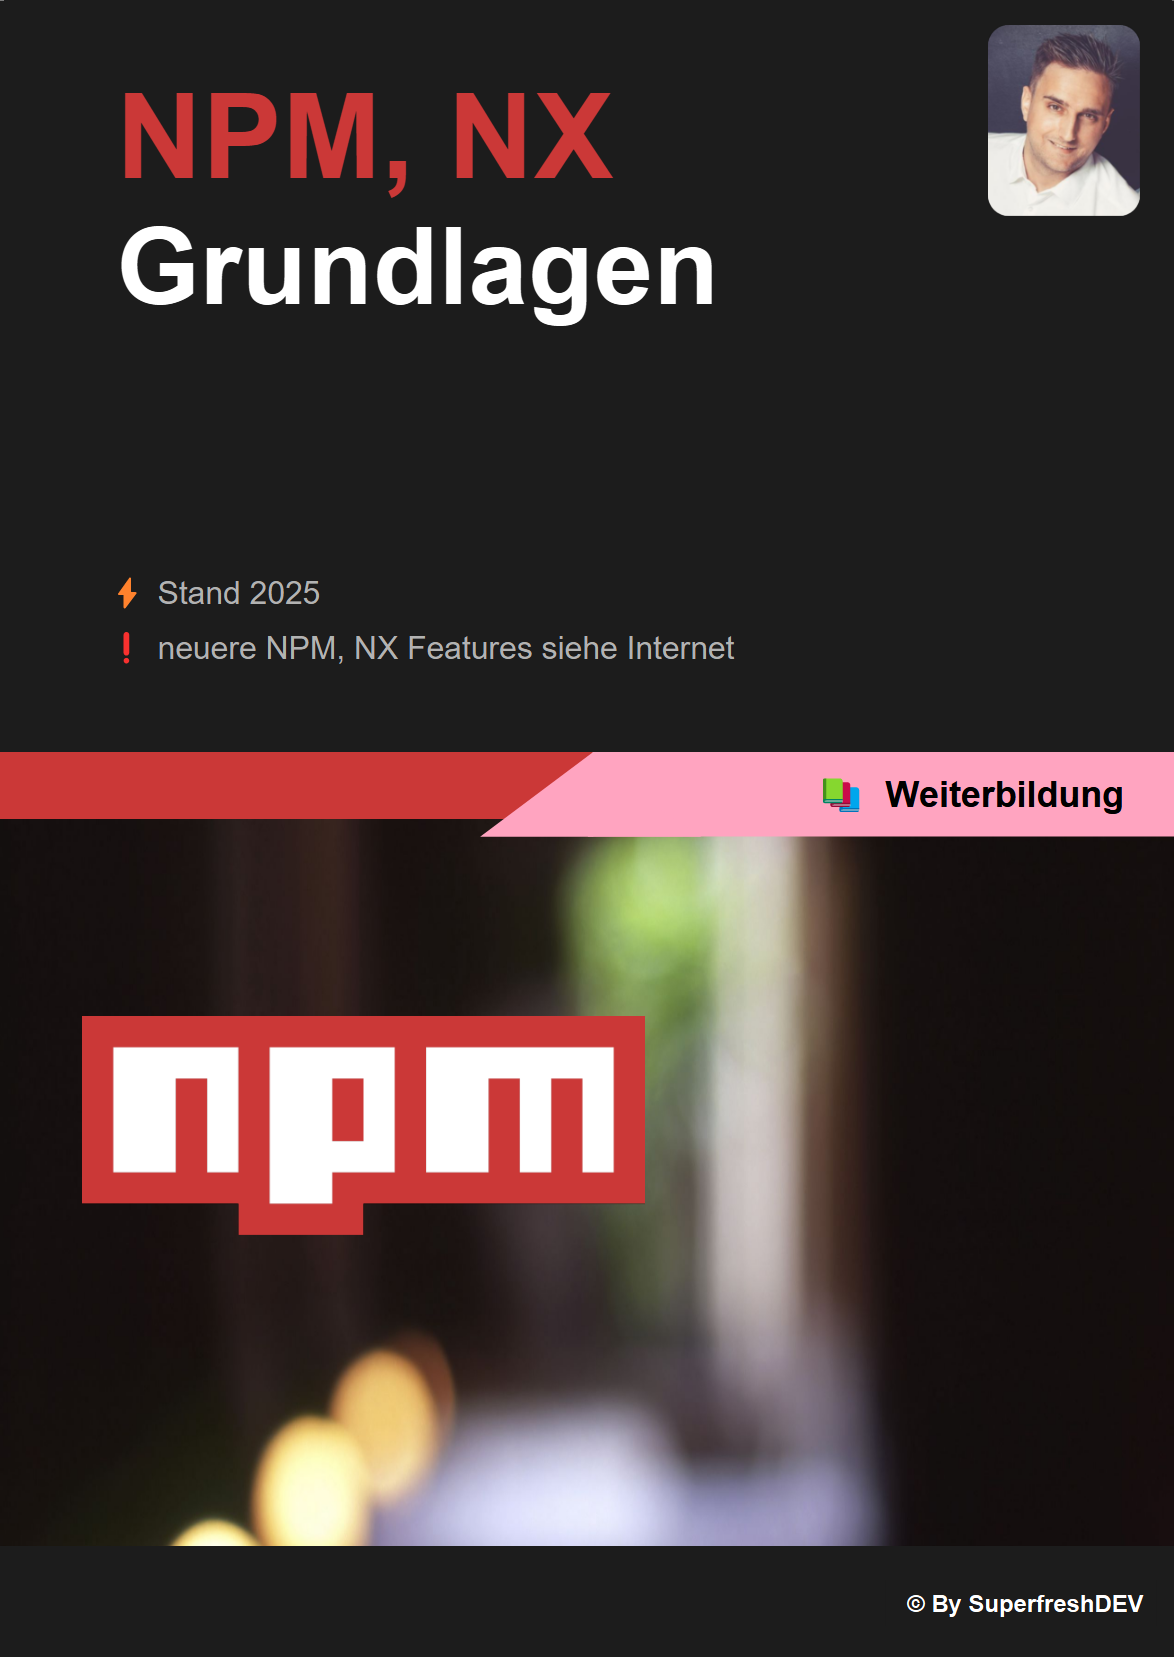 NPM, NX
Grundlagen
Stand 2025
neuere NPM, NX Features siehe Internet
Weiterbildung
npm
© By SuperfreshDEV